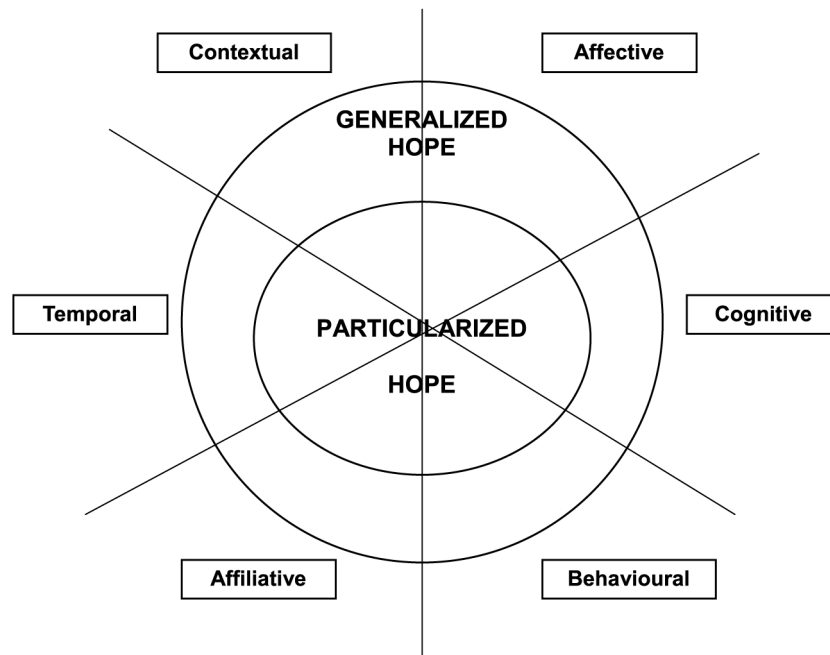 Contextual
Affective
GENERALIZED
HOPE
Temporal
PARTICULARIZED
Cognitive
HOPE
Affiliative
Behavioural